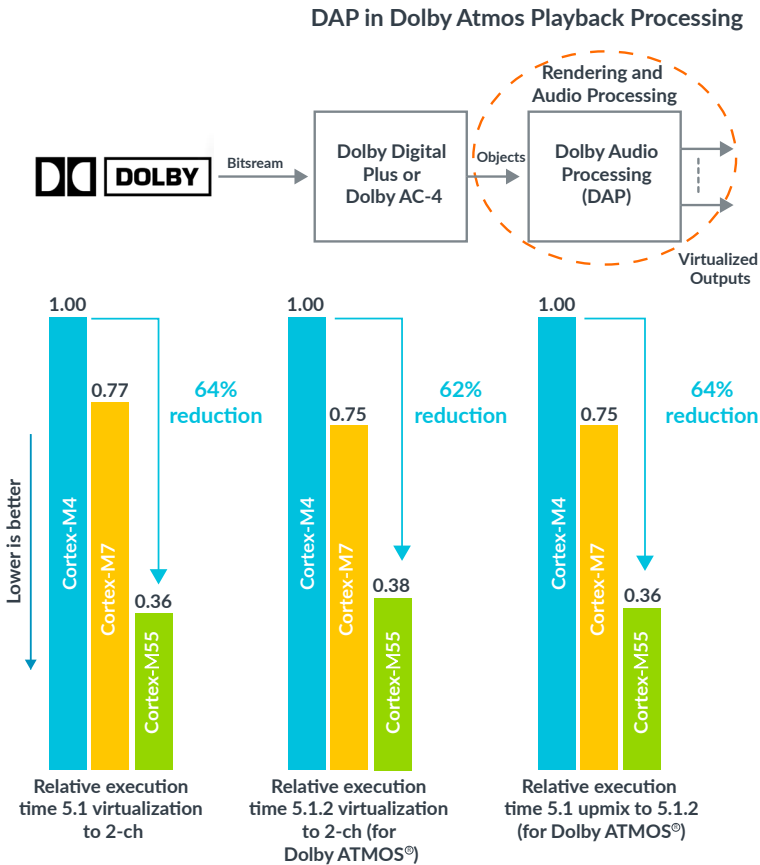 DAP in Dolby Atmos Playback Processing
Rendering and
Audio Processing
DOLBY
Bitsream
Dolby Digital
Plus or
Dolby AC-4
Objects
Dolby Audio
Processing
(DAP)
Virtualized
Outputs
Lower is better
1.00
0.77
0.36
64%
reduction
Cortex-M4
Cortex-M7
Cortex-M55
Relative execution
time 5.1 virtualization
to 2-ch
1.00
0.75
0.38
62%
reduction
Cortex-M4
Cortex-M7
Cortex-M55
Relative execution
time 5.1.2 virtualization
to 2-ch (for
Dolby ATMOS®)
1.00
0.75
0.36
64%
reduction
Cortex-M4
Cortex-M7
Cortex-M55
Relative execution
time 5.1 upmix to 5.1.2
(for Dolby ATMOS®)